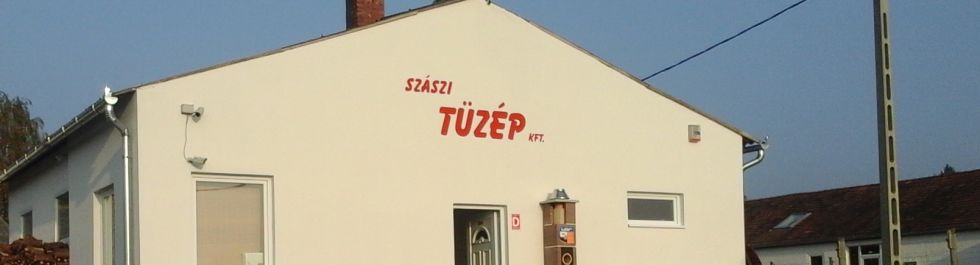 SZÁSZI
TÜZÉP KFT.
D